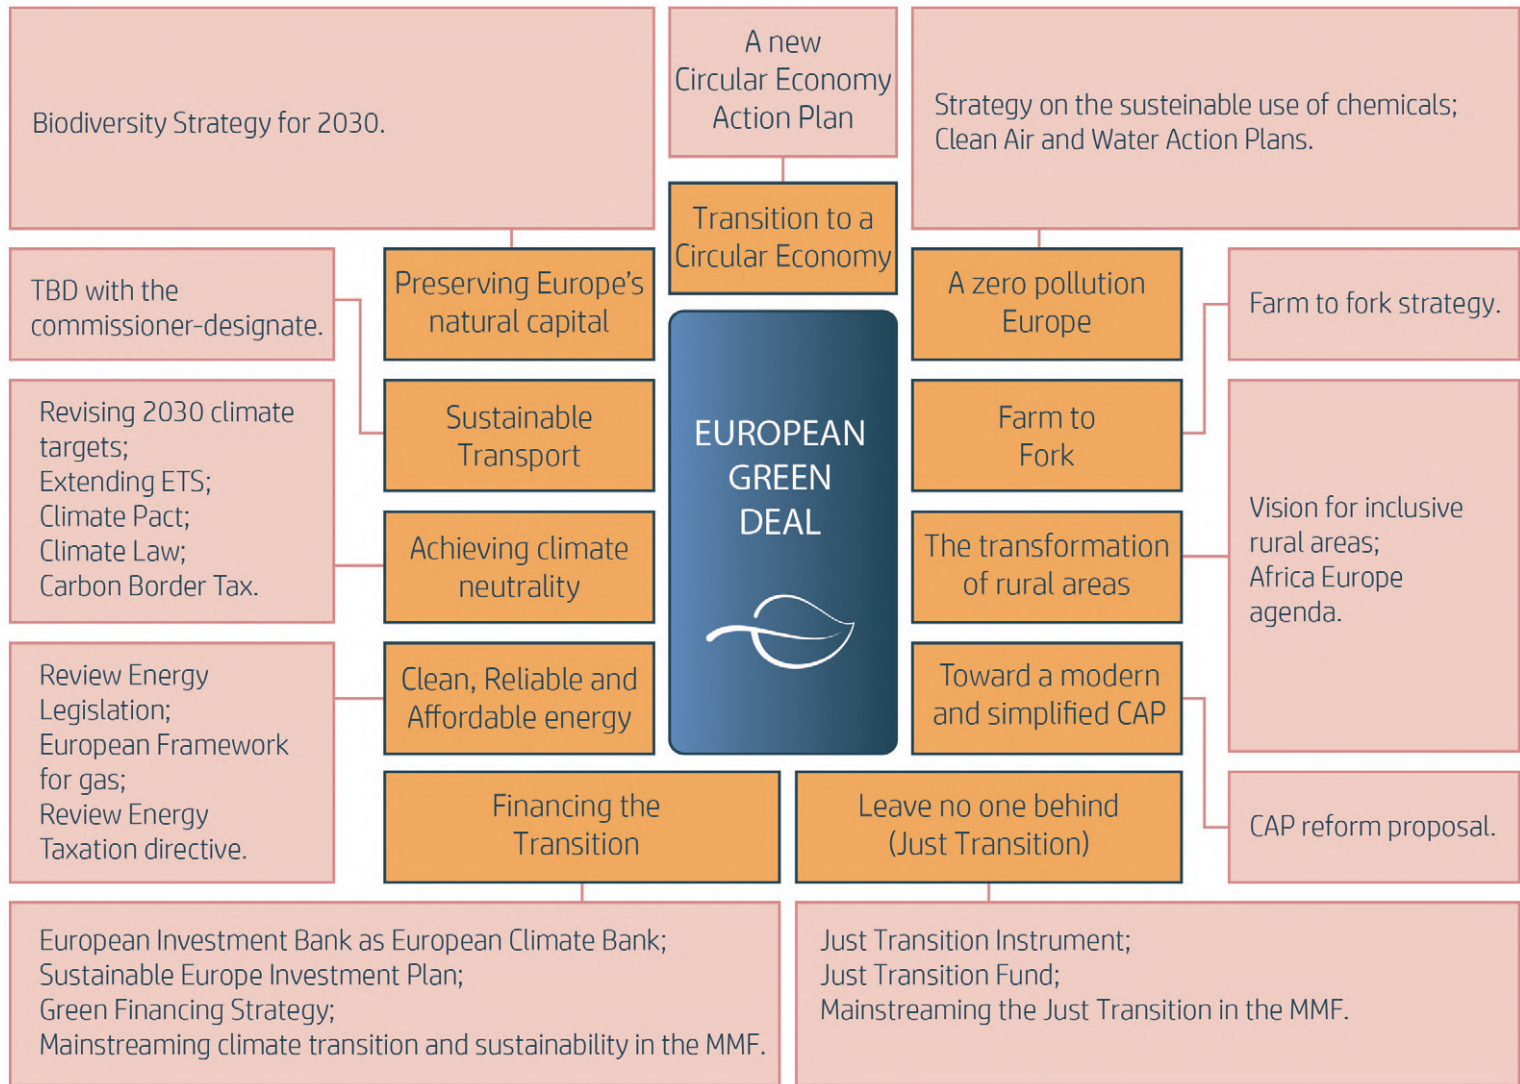 Biodiversity Strategy for 2030.
A new
Circular Economy
Action Plan
Strategy on the susteinable use of chemicals;
Clean Air and Water Action Plans.
Transition to a
Circular Economy
TBD with the
commissioner-designate.
Preserving Europe’s
natural capital
A zero pollution
Europe
Farm to fork strategy.
Revising 2030 climate
targets;
Extending ETS;
Climate Pact;
Climate Law;
Carbon Border Tax.
Sustainable
Transport
EUROPEAN
GREEN
DEAL
Farm to
Fork
Vision for inclusive
rural areas;
Africa Europe
agenda.
Achieving climate
neutrality
The transformation
of rural areas
Review Energy
Legislation;
European Framework
for gas;
Review Energy
Taxation directive.
Clean, Reliable and
Affordable energy
Toward a modern
and simplified CAP
Financing the
Transition
Leave no one behind
(Just Transition)
CAP reform proposal.
European Investment Bank as European Climate Bank;
Sustainable Europe Investment Plan;
Green Financing Strategy;
Mainstreaming climate transition and sustainability in the MMF.
Just Transition Instrument;
Just Transition Fund;
Mainstreaming the Just Transition in the MMF.